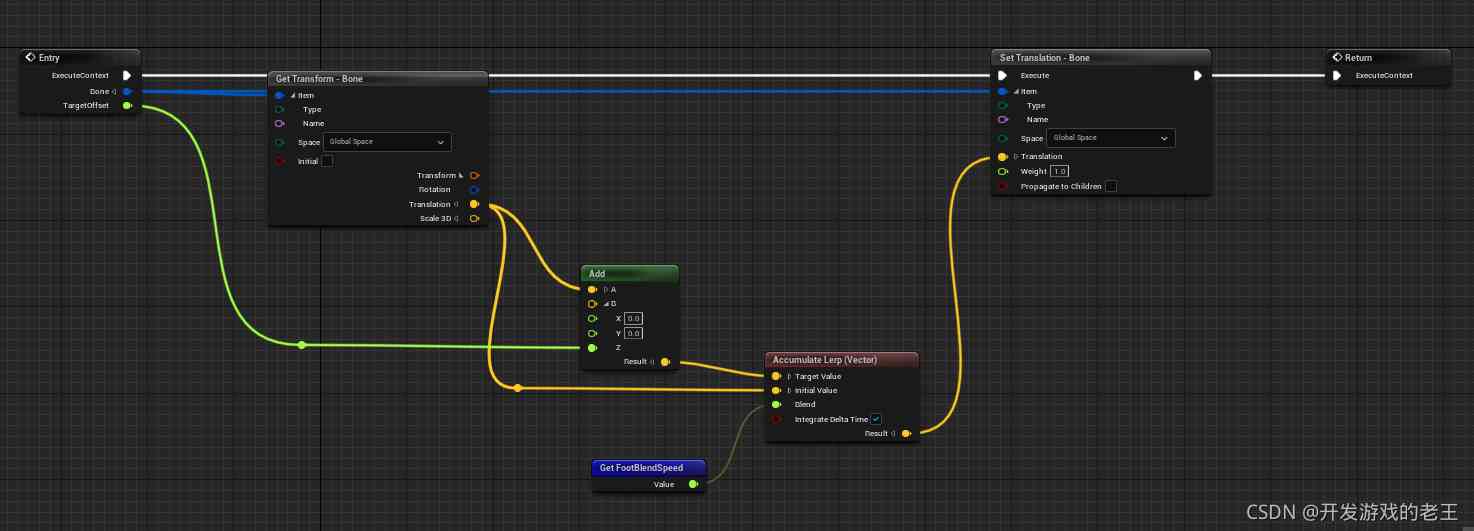 Entry
ExecuteContext
Done
TargetOffset
Get Transform - Bone
Item
Type
Name
Space Global Space
Initial
Transform
Rotation
Translation
Scale 3D
Add
A
B
X 0.0
Y 0.0
Z
Result
Get FootBlendSpeed
Value
Accumulate Lerp (Vector)
Target Value
Initial Value
Blend
Integrate Delta Time
Result
Set Translation - Bone
Execute
Item
Type
Name
Space Global Space
Translation
Weight 1.0
Propagate to Children
Return
ExecuteContext
CSDN @开发游戏的老王